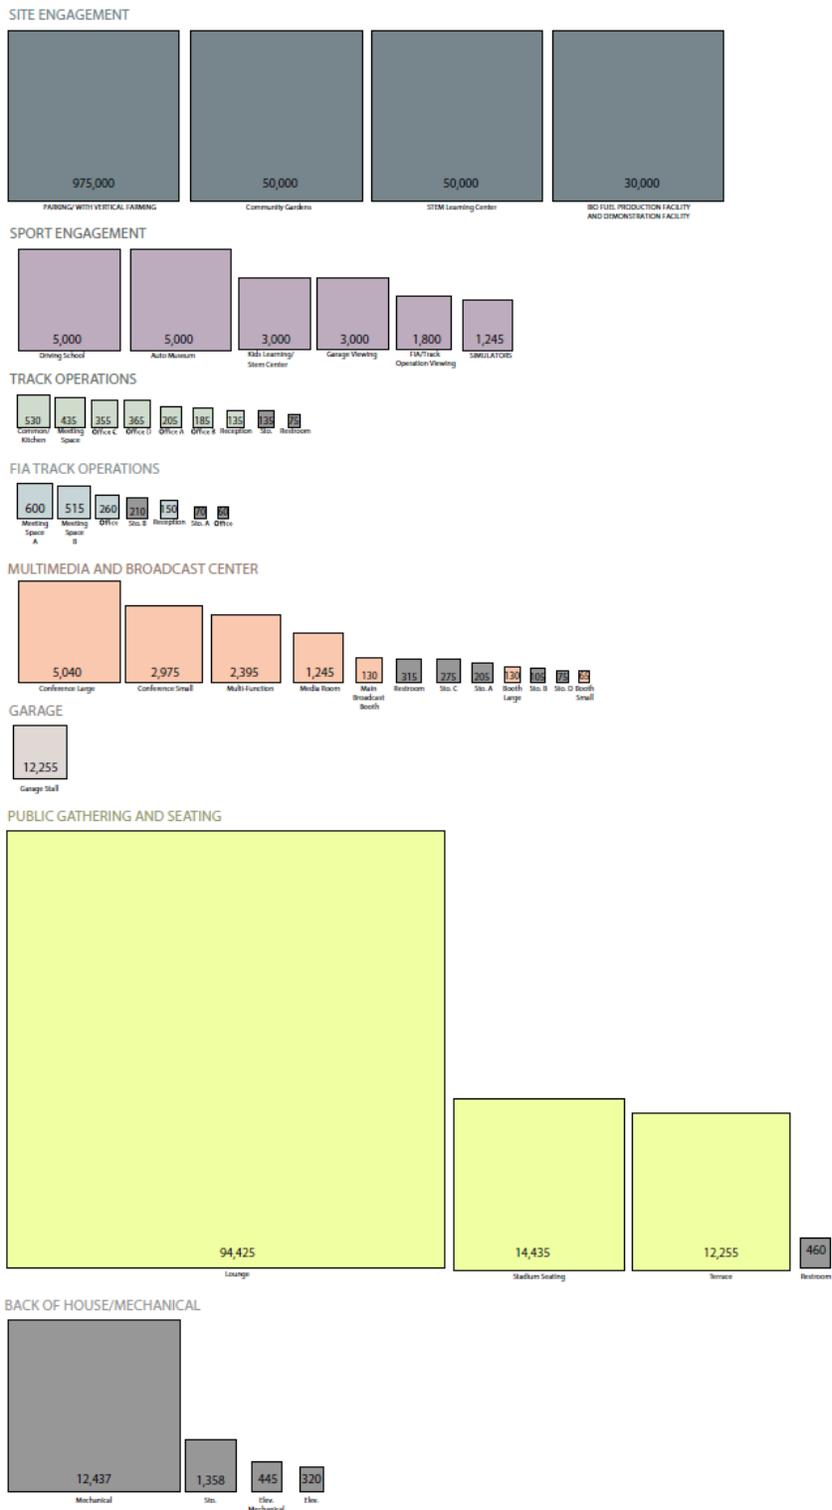 SITE ENGAGEMENT
975,000 50,000 50,000 30,000
PARKING/ WITH VERTICAL FARMING Community Gardens STEM Learning Center BIO FUEL PRODUCTION FACILITY
AND DEMONSTRATION FACILITY
SPORT ENGAGEMENT
5,000 5,000 3,000 3,000 1,800 1,245
Driving School Auto Museum Kids Learning/ Garage Viewing FIA/Track SIMULATORS
Stem Center Operation Viewing
TRACK OPERATIONS
530 435 355 365 205 185 135 135 75
Common/ Meeting Office C Office D Office A Office B Reception Sto. Restroom
Kitchen Space
FIA TRACK OPERATIONS
600 515 260 210 150 70 60
Meeting Meeting Office Sto. B Reception Sto. A Office
Space Space
A B
MULTIMEDIA AND BROADCAST CENTER
5,040 2,975 2,395 1,245 130 315 275 205 130 105 75 65
Conference Large Conference Small Multi-Function Media Room Main Restroom Sto. C Sto. A Booth Sto. B Sto. D Booth
Broadcast Large Small
Booth
GARAGE
12,255
Garage Stall
PUBLIC GATHERING AND SEATING
94,425 14,435 12,255 460
Lounge Stadium Seating Terrace Restroom
BACK OF HOUSE/MECHANICAL
12,437 1,358 445 320
Mechanical Sto. Elev. Elev.
Mechanical